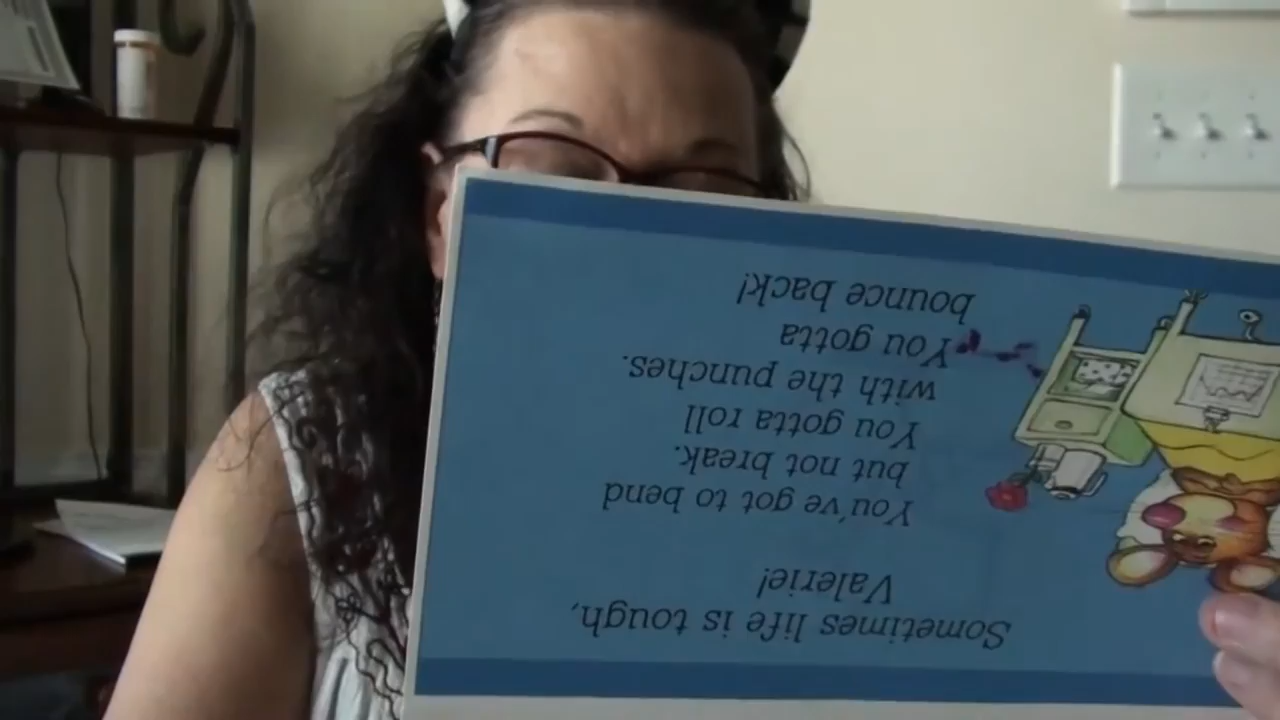 Sometimes life is tough,
Valerie!
You've got to bend
but not break.
You gotta roll
with the punches.
You gotta
bounce back!